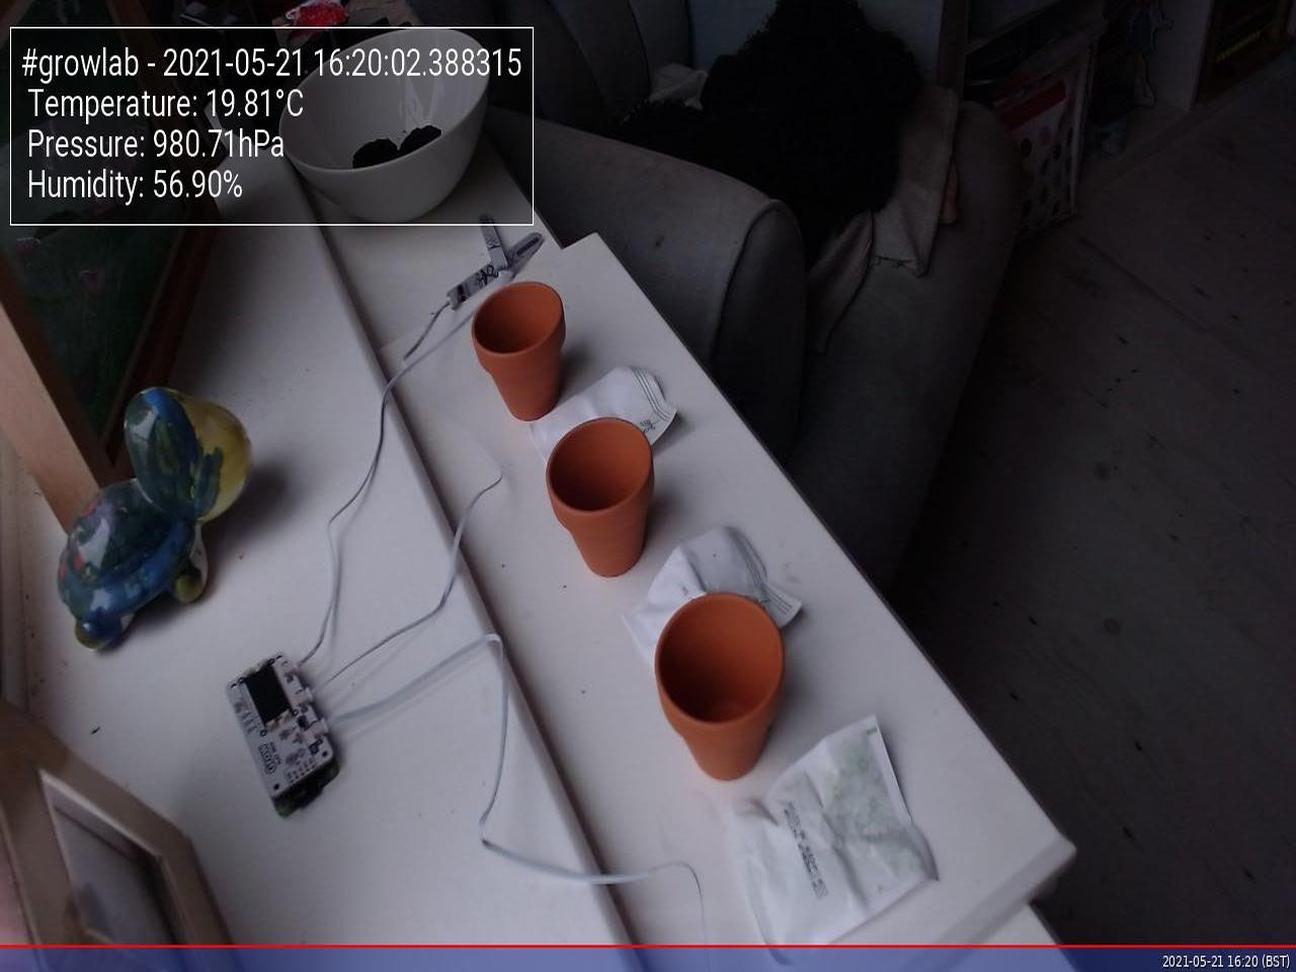 #growlab - 2021-05-21 16:20:02.388315
Temperature: 19.81°C
Pressure: 980.71hPa
Humidity: 56.90%
2021-05-21 16:20 (BST)